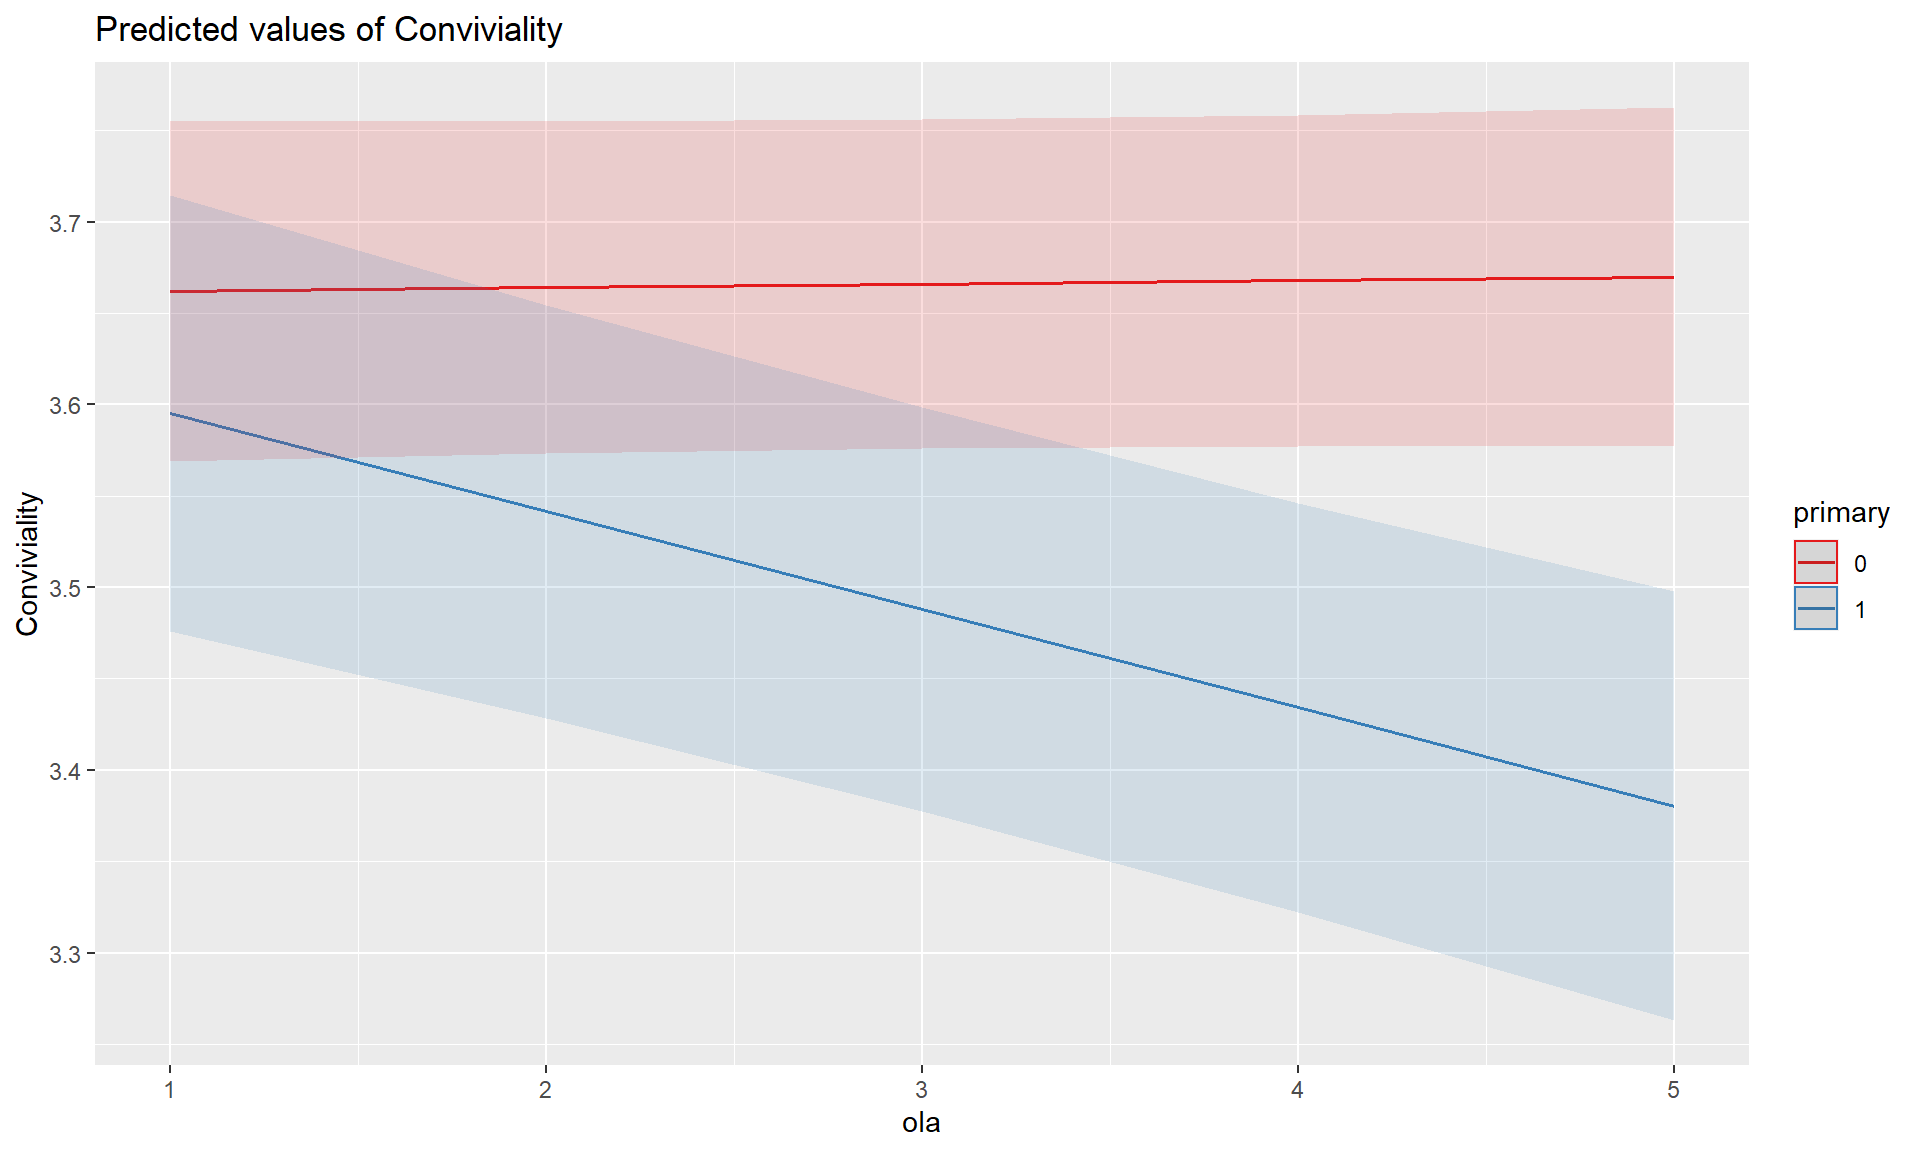 Predicted values of Conviviality
Conviviality
3.7
3.6
3.5
3.4
3.3
1 2 3 4 5
ola
primary
0
1